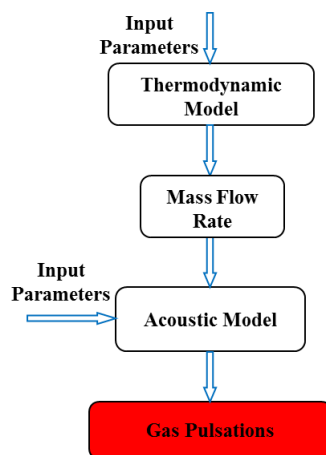 Input
Parameters
Thermodynamic
Model
Mass Flow
Rate
Input
Parameters
Acoustic Model
Gas Pulsations